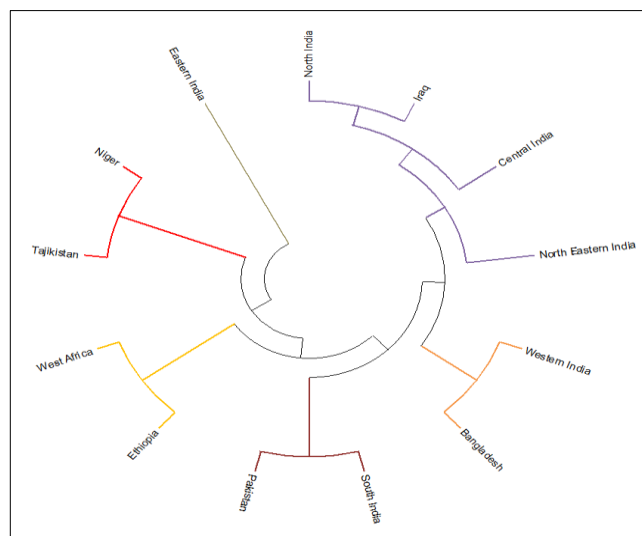 North India
Iraq
Central India
North Eastern India
Western India
Bangladesh
South India
Pakistan
Ethiopia
West Africa
Tajikistan
Niger
Eastern India